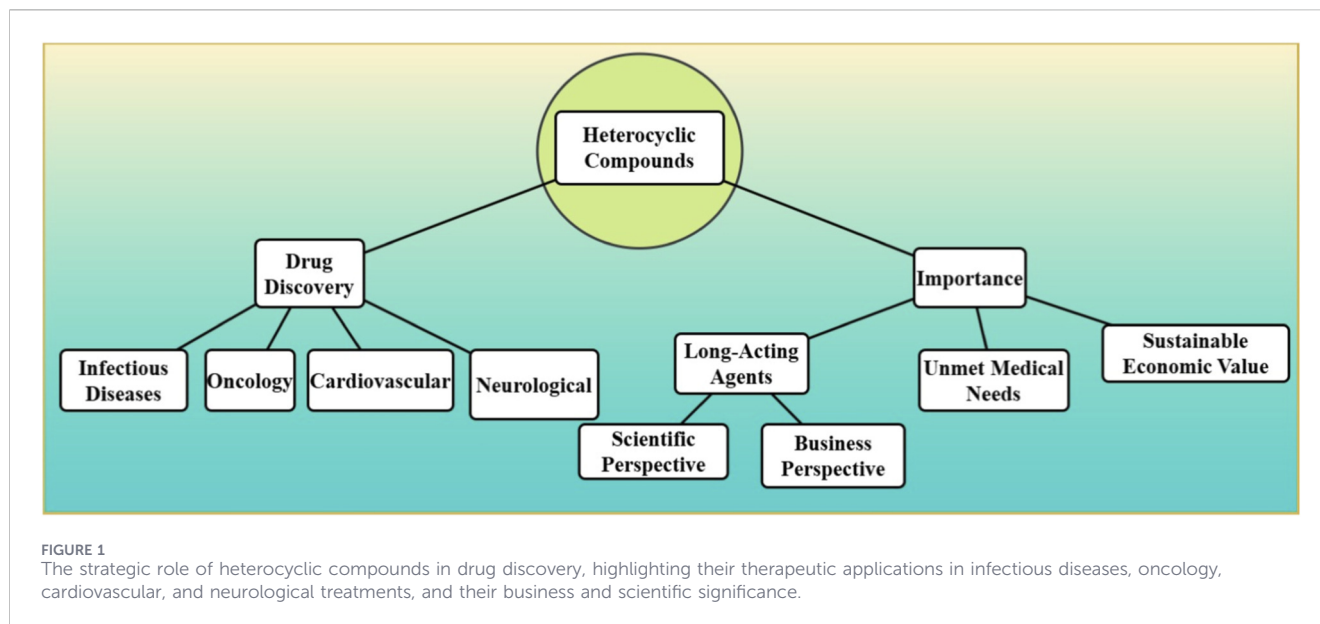 Heterocyclic
Compounds
Drug
Discovery
Importance
Infectious
Diseases
Oncology
Cardiovascular
Neurological
Long-Acting
Agents
Unmet Medical
Needs
Sustainable
Economic Value
Scientific
Perspective
Business
Perspective
FIGURE 1
The strategic role of heterocyclic compounds in drug discovery, highlighting their therapeutic applications in infectious diseases, oncology,
cardiovascular, and neurological treatments, and their business and scientific significance.